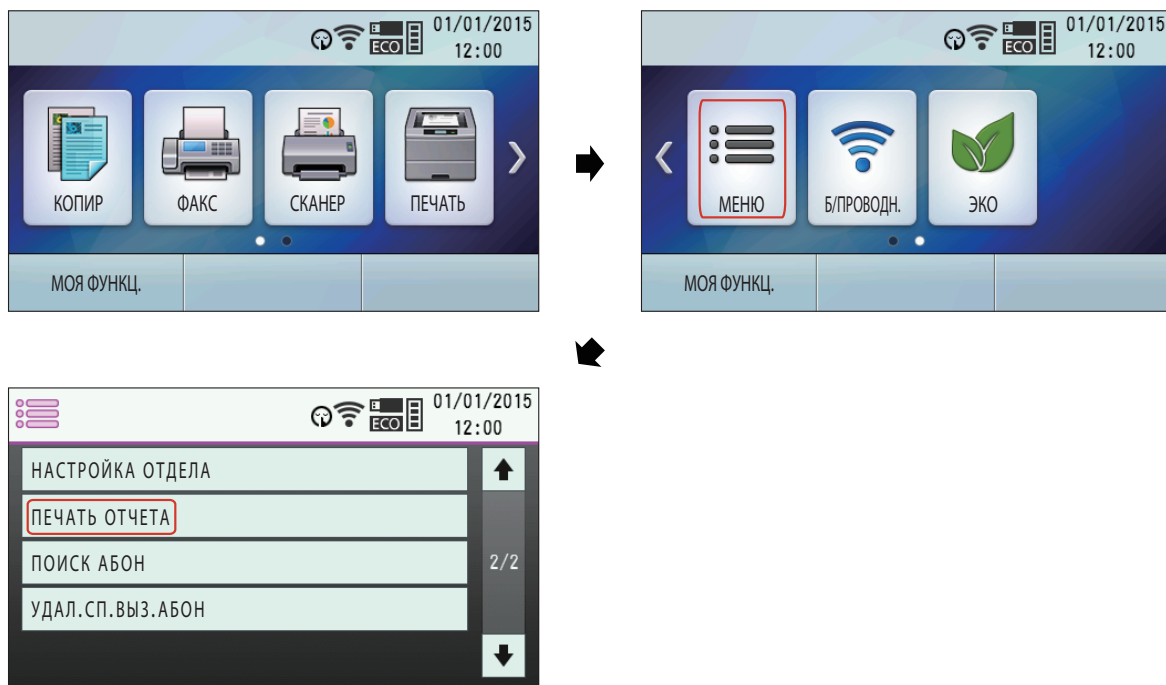 01/01/2015
ECO 12:00
КОПИР ФАКС СКАНЕР ПЕЧАТЬ
МОЯ ФУНКЦ.
01/01/2015
ECO 12:00
МЕНЮ Б/ПРОВОДН. ЭКО
МОЯ ФУНКЦ.
01/01/2015
ECO 12:00
НАСТРОЙКА ОТДЕЛА
ПЕЧАТЬ ОТЧЕТА
ПОИСК АБОН 2/2
УДАЛ.СП.ВЫЗ.АБОН